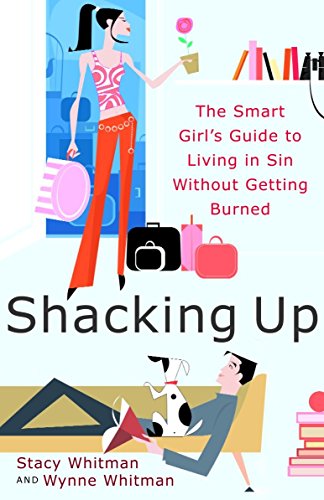 The Smart
Girl's Guide to
Living in Sin
Without Getting
Burned
Shacking Up
Stacy Whitman
AND Wynne Whitman